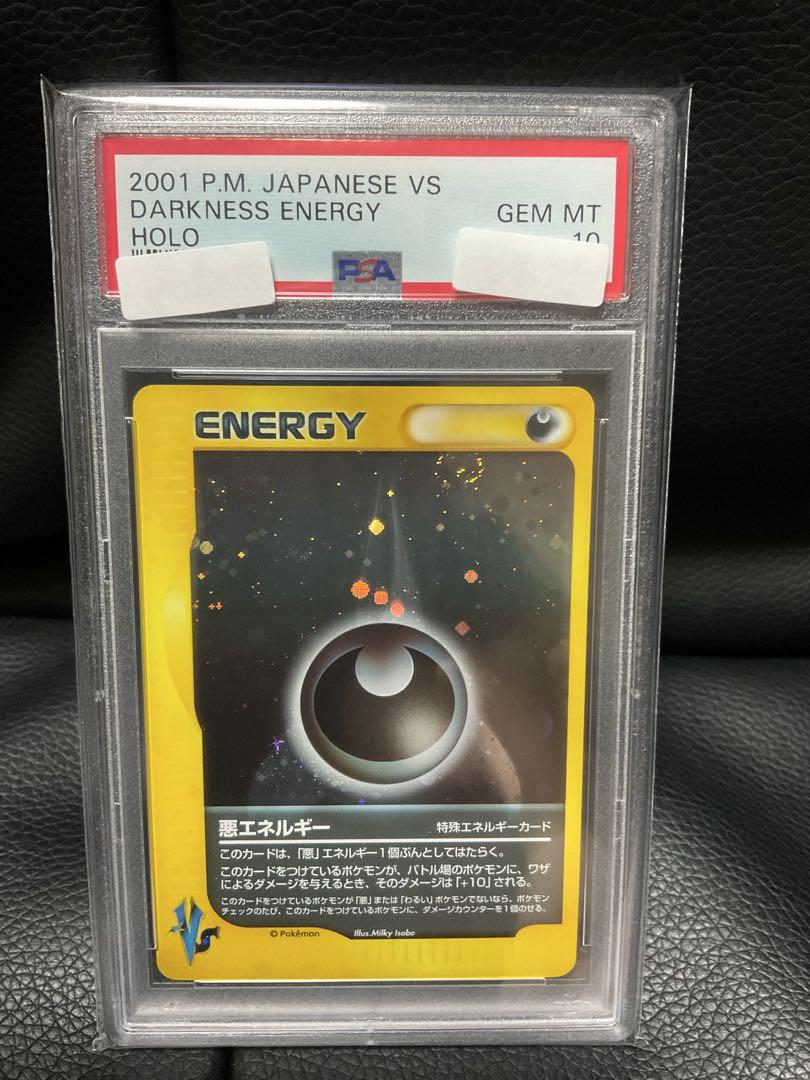 2001 P.M. JAPANESE VS
DARKNESS ENERGY
HOLO
GEM MT
10
PSA
ENERGY
悪エネルギー
特殊エネルギーカード
このカードは、「悪」エネルギー1個ぶんとしてはたらく。
このカードをつけているポケモンが、バトル場のポケモンに、ワザ
によるダメージを与えるとき、そのダメージは「+10」される。
このカードをつけているポケモンが「悪」または「わるい」ポケモンでないなら、ポケモン
チェックのたび、このカードをつけているポケモンに、ダメージカウンターを1個のせる。
Vs
© Pokémon
Illus.Milky Isobe